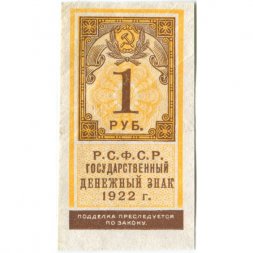 1
РУБ.
Р.С.Ф.С.Р.
ГОСУДАРСТВЕННЫЙ
ДЕНЕЖНЫЙ ЗНАК
1922 г.
ПОДДЕЛКА ПРЕСЛЕДУЕТСЯ
ПО ЗАКОНУ.